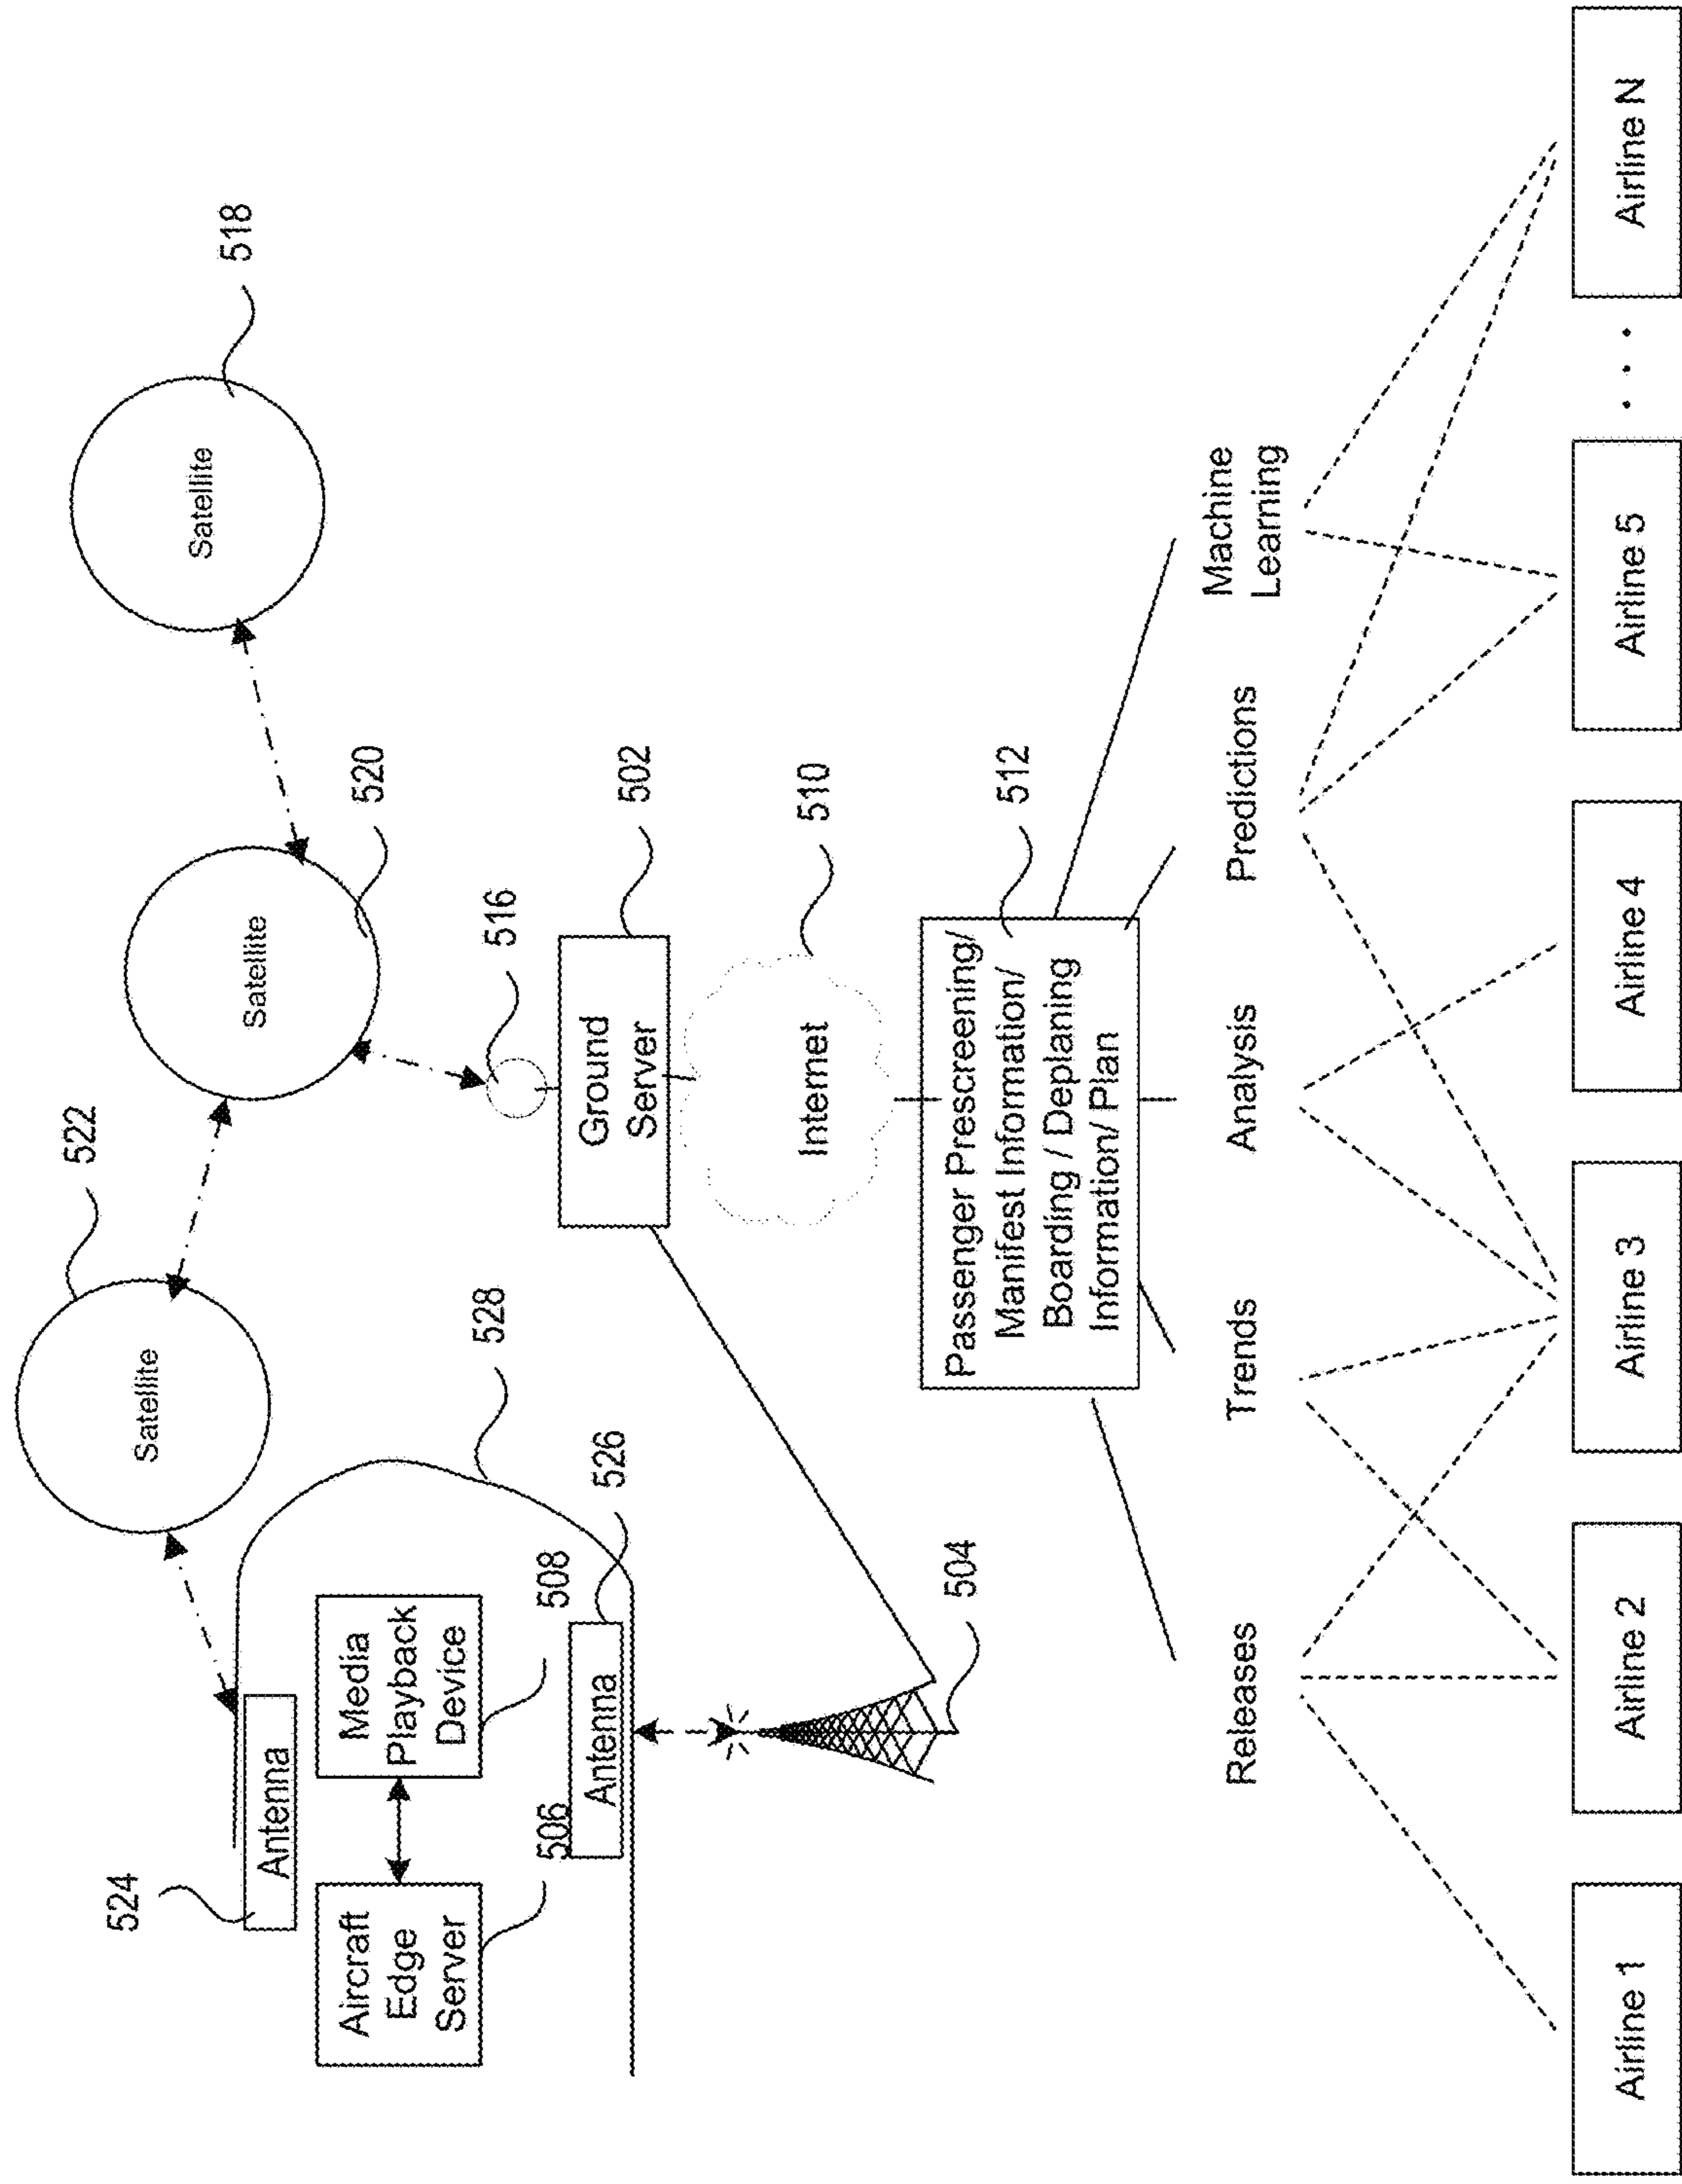 522
518
Satellite
Satellite
Satellite
520
524
528
516
502
Antenna
Aircraft
Edge
Server
Media
Playback
Device
506
508
Antenna
526
Ground
Server
510
Internet
504
512
Passenger Prescreening/
Manifest Information/
Boarding / Deplaning
Information/ Plan
Releases
Trends
Analysis
Predictions
Machine
Learning
Airline 1
Airline 2
Airline 3
Airline 4
Airline 5
. . .
Airline N